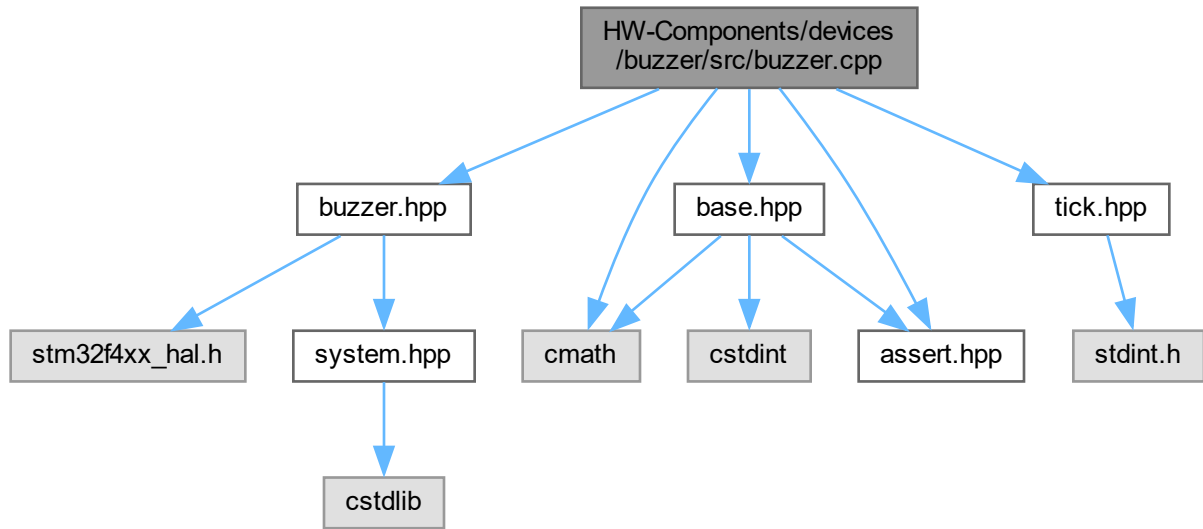 HW-Components/devices
/buzzer/src/buzzer.cpp
buzzer.hpp
base.hpp
tick.hpp
stm32f4xx_hal.h
system.hpp
cmath
cstdint
assert.hpp
stdint.h
cstdlib